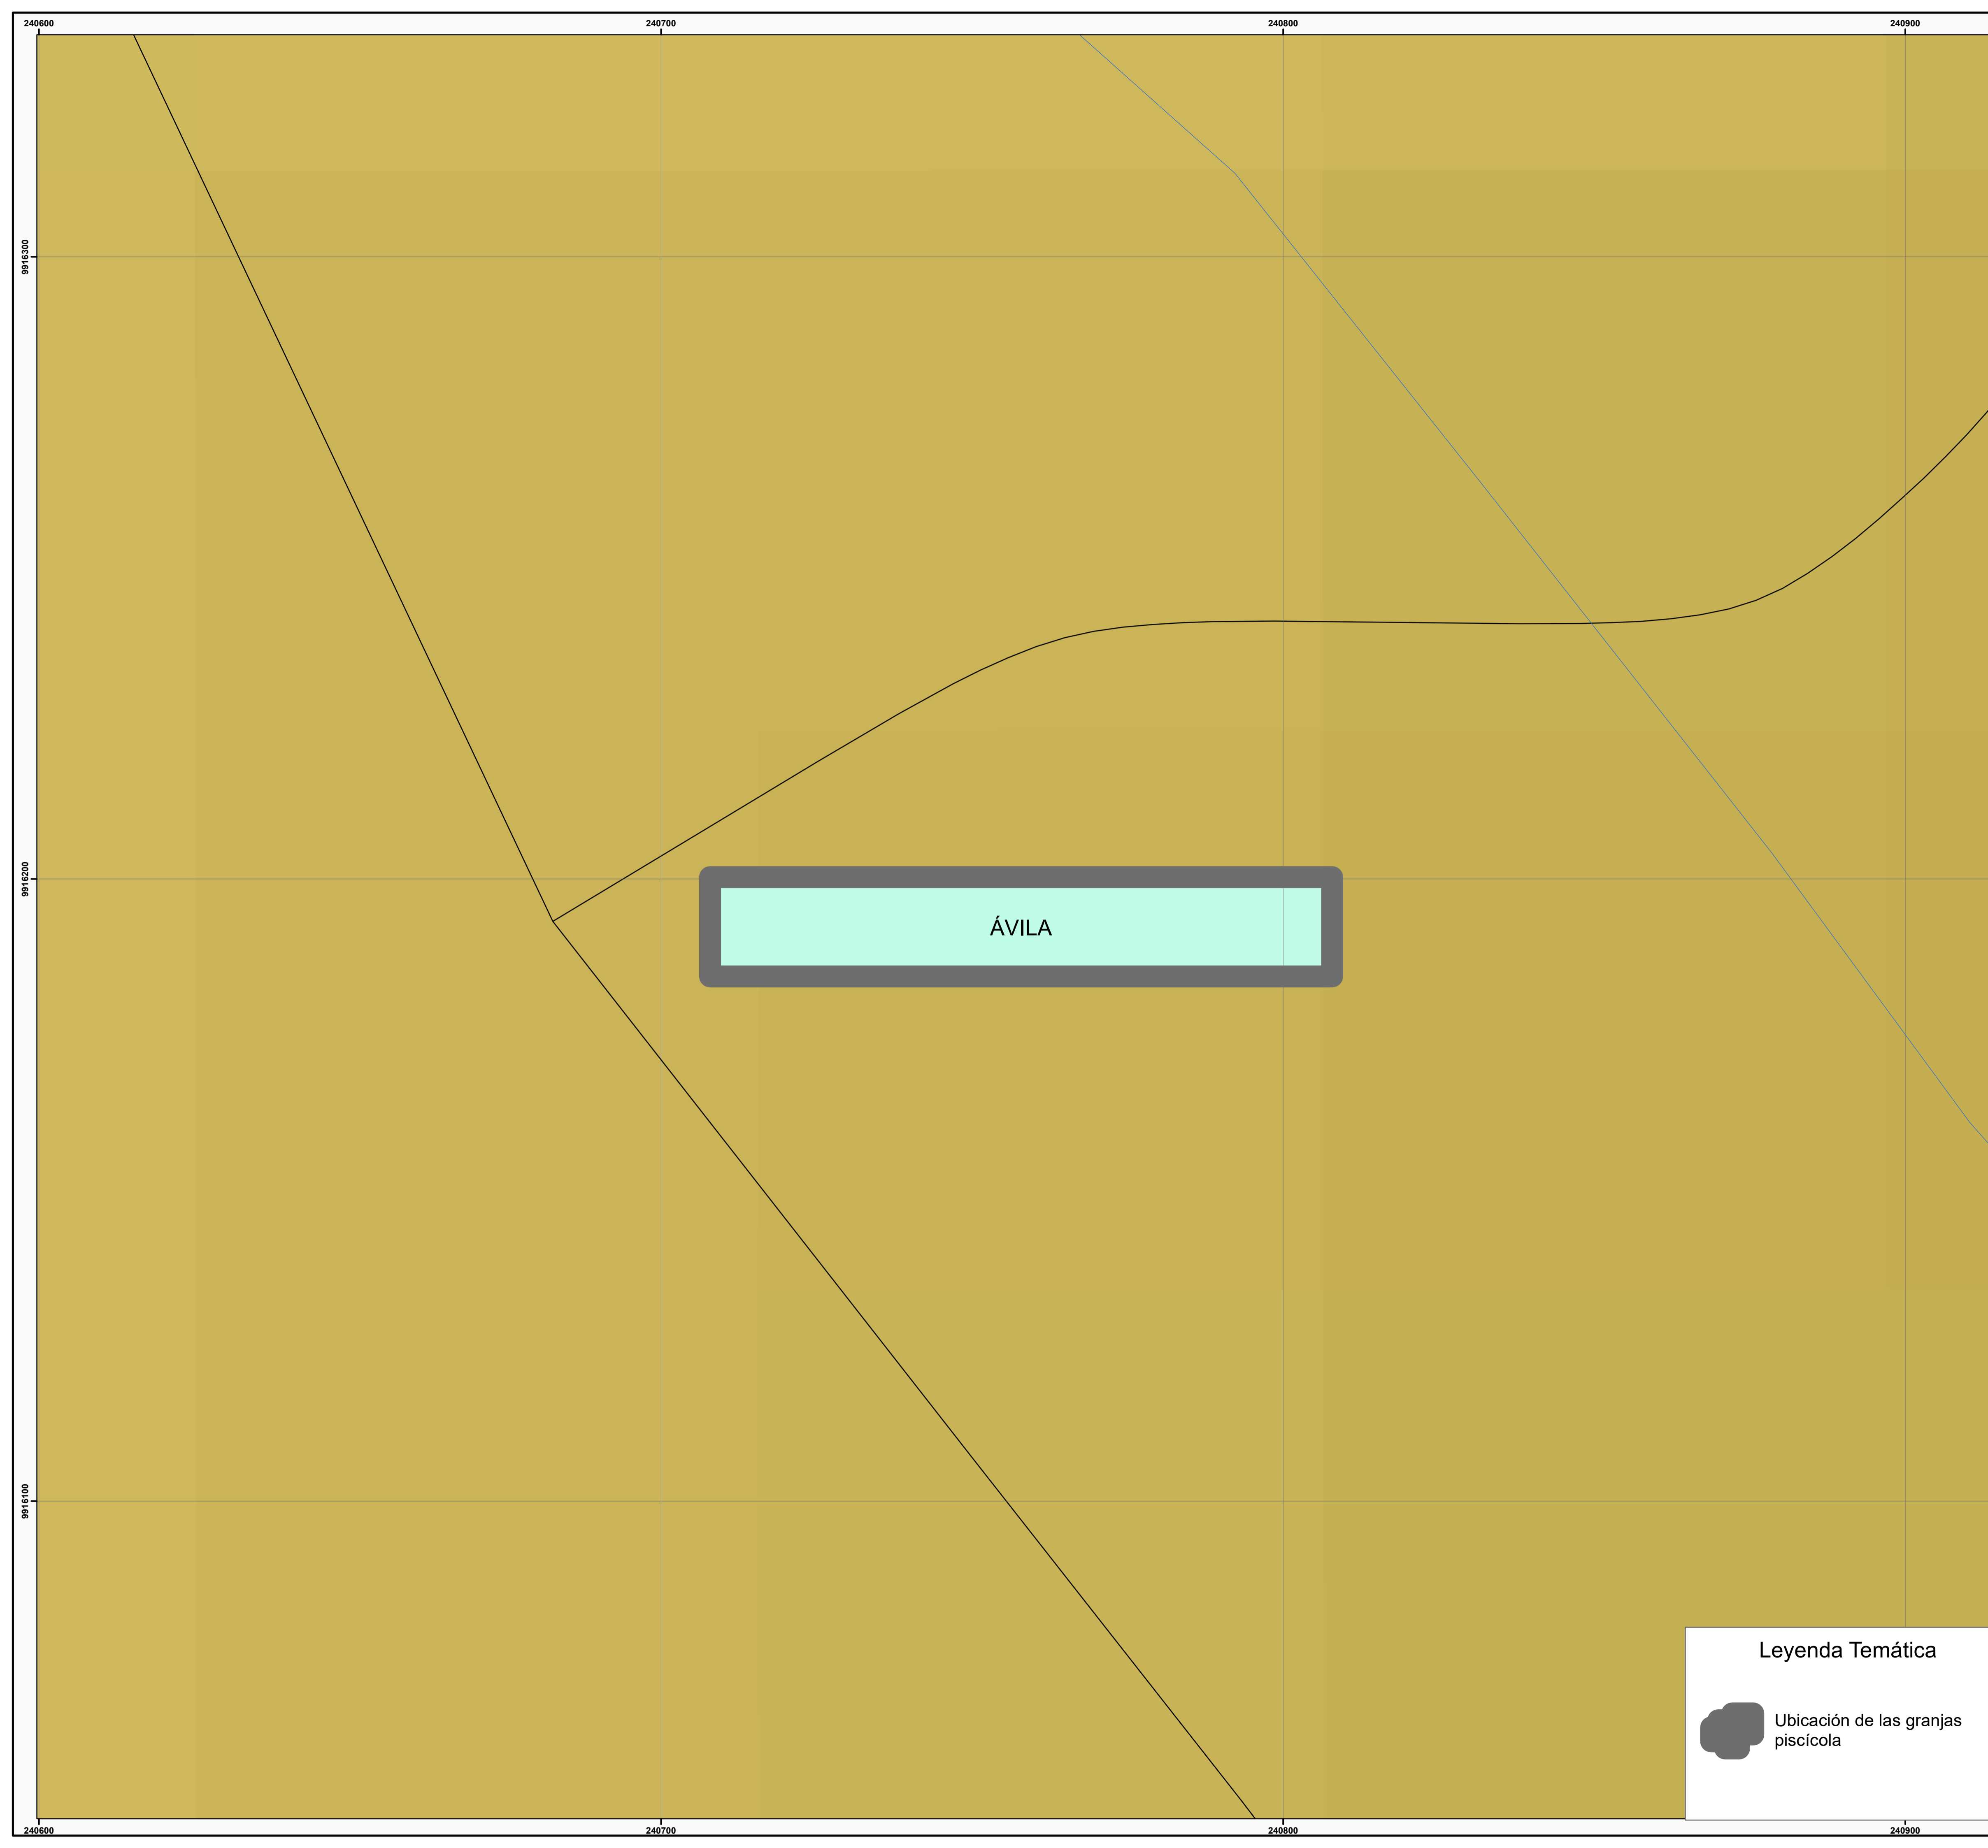 240600 240700 240800 240900
9916300
9916200
ÁVILA
9916100
Leyenda Temática
Ubicación de las granjas
piscícola
240600 240700 240800 240900